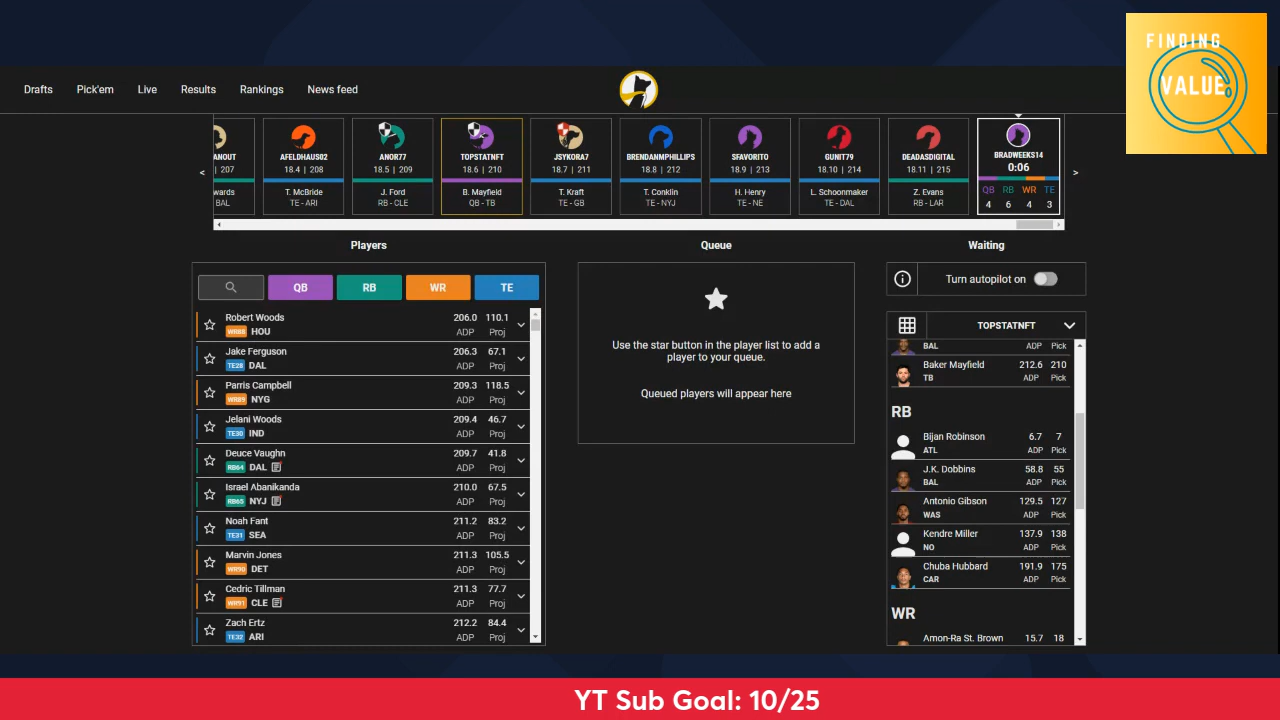 FINDING
VALUE
Drafts Pick'em Live Results Rankings News feed
ANOUT AFELDHAUS02 ANOR77 TOPSTATNFT JSYKORA7 BRENDANMPHILLIPS SFAVORITO GUNIT79 DEADASDIGITAL BRADWEEKS14
| 207 18.4 | 208 18.5 | 209 18.6 | 210 18.7 | 211 18.8 | 212 18.9 | 213 18.10 | 214 18.11 | 215 0:06
wards T. McBride J. Ford B. Mayfield T. Kraft T. Conklin H. Henry L. Schoonmaker Z. Evans QB RB WR TE
BAL TE - ARI RB - CLE QB - TB TE - GB TE - NYJ TE - NE TE - DAL RB - LAR 4 6 4 3
< >
Players
QB RB WR TE
Robert Woods 206.0 110.1
WR88 HOU ADP Proj
Jake Ferguson 206.3 67.1
TE28 DAL ADP Proj
Parris Campbell 209.3 118.5
WR89 NYG ADP Proj
Jelani Woods 209.4 46.7
TE30 IND ADP Proj
Deuce Vaughn 209.7 41.8
RB64 DAL ADP Proj
Israel Abanikanda 210.0 67.5
RB65 NYJ ADP Proj
Noah Fant 211.2 83.2
TE31 SEA ADP Proj
Marvin Jones 211.3 105.5
WR90 DET ADP Proj
Cedric Tillman 211.3 77.7
WR91 CLE ADP Proj
Zach Ertz 212.2 84.4
TE32 ARI ADP Proj
Queue
Use the star button in the player list to add a
player to your queue.
Queued players will appear here
Waiting
Turn autopilot on
TOPSTATNFT
BAL ADP Pick
Baker Mayfield 212.6 210
TB ADP Pick
RB
Bijan Robinson 6.7 7
ATL ADP Pick
J.K. Dobbins 58.8 55
BAL ADP Pick
Antonio Gibson 129.5 127
WAS ADP Pick
Kendre Miller 137.9 138
NO ADP Pick
Chuba Hubbard 191.9 175
CAR ADP Pick
WR
Amon-Ra St. Brown 15.7 18
YT Sub Goal: 10/25